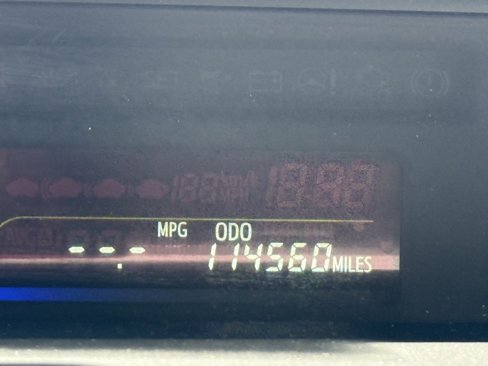 MPG ODO
--.- 114560 MILES